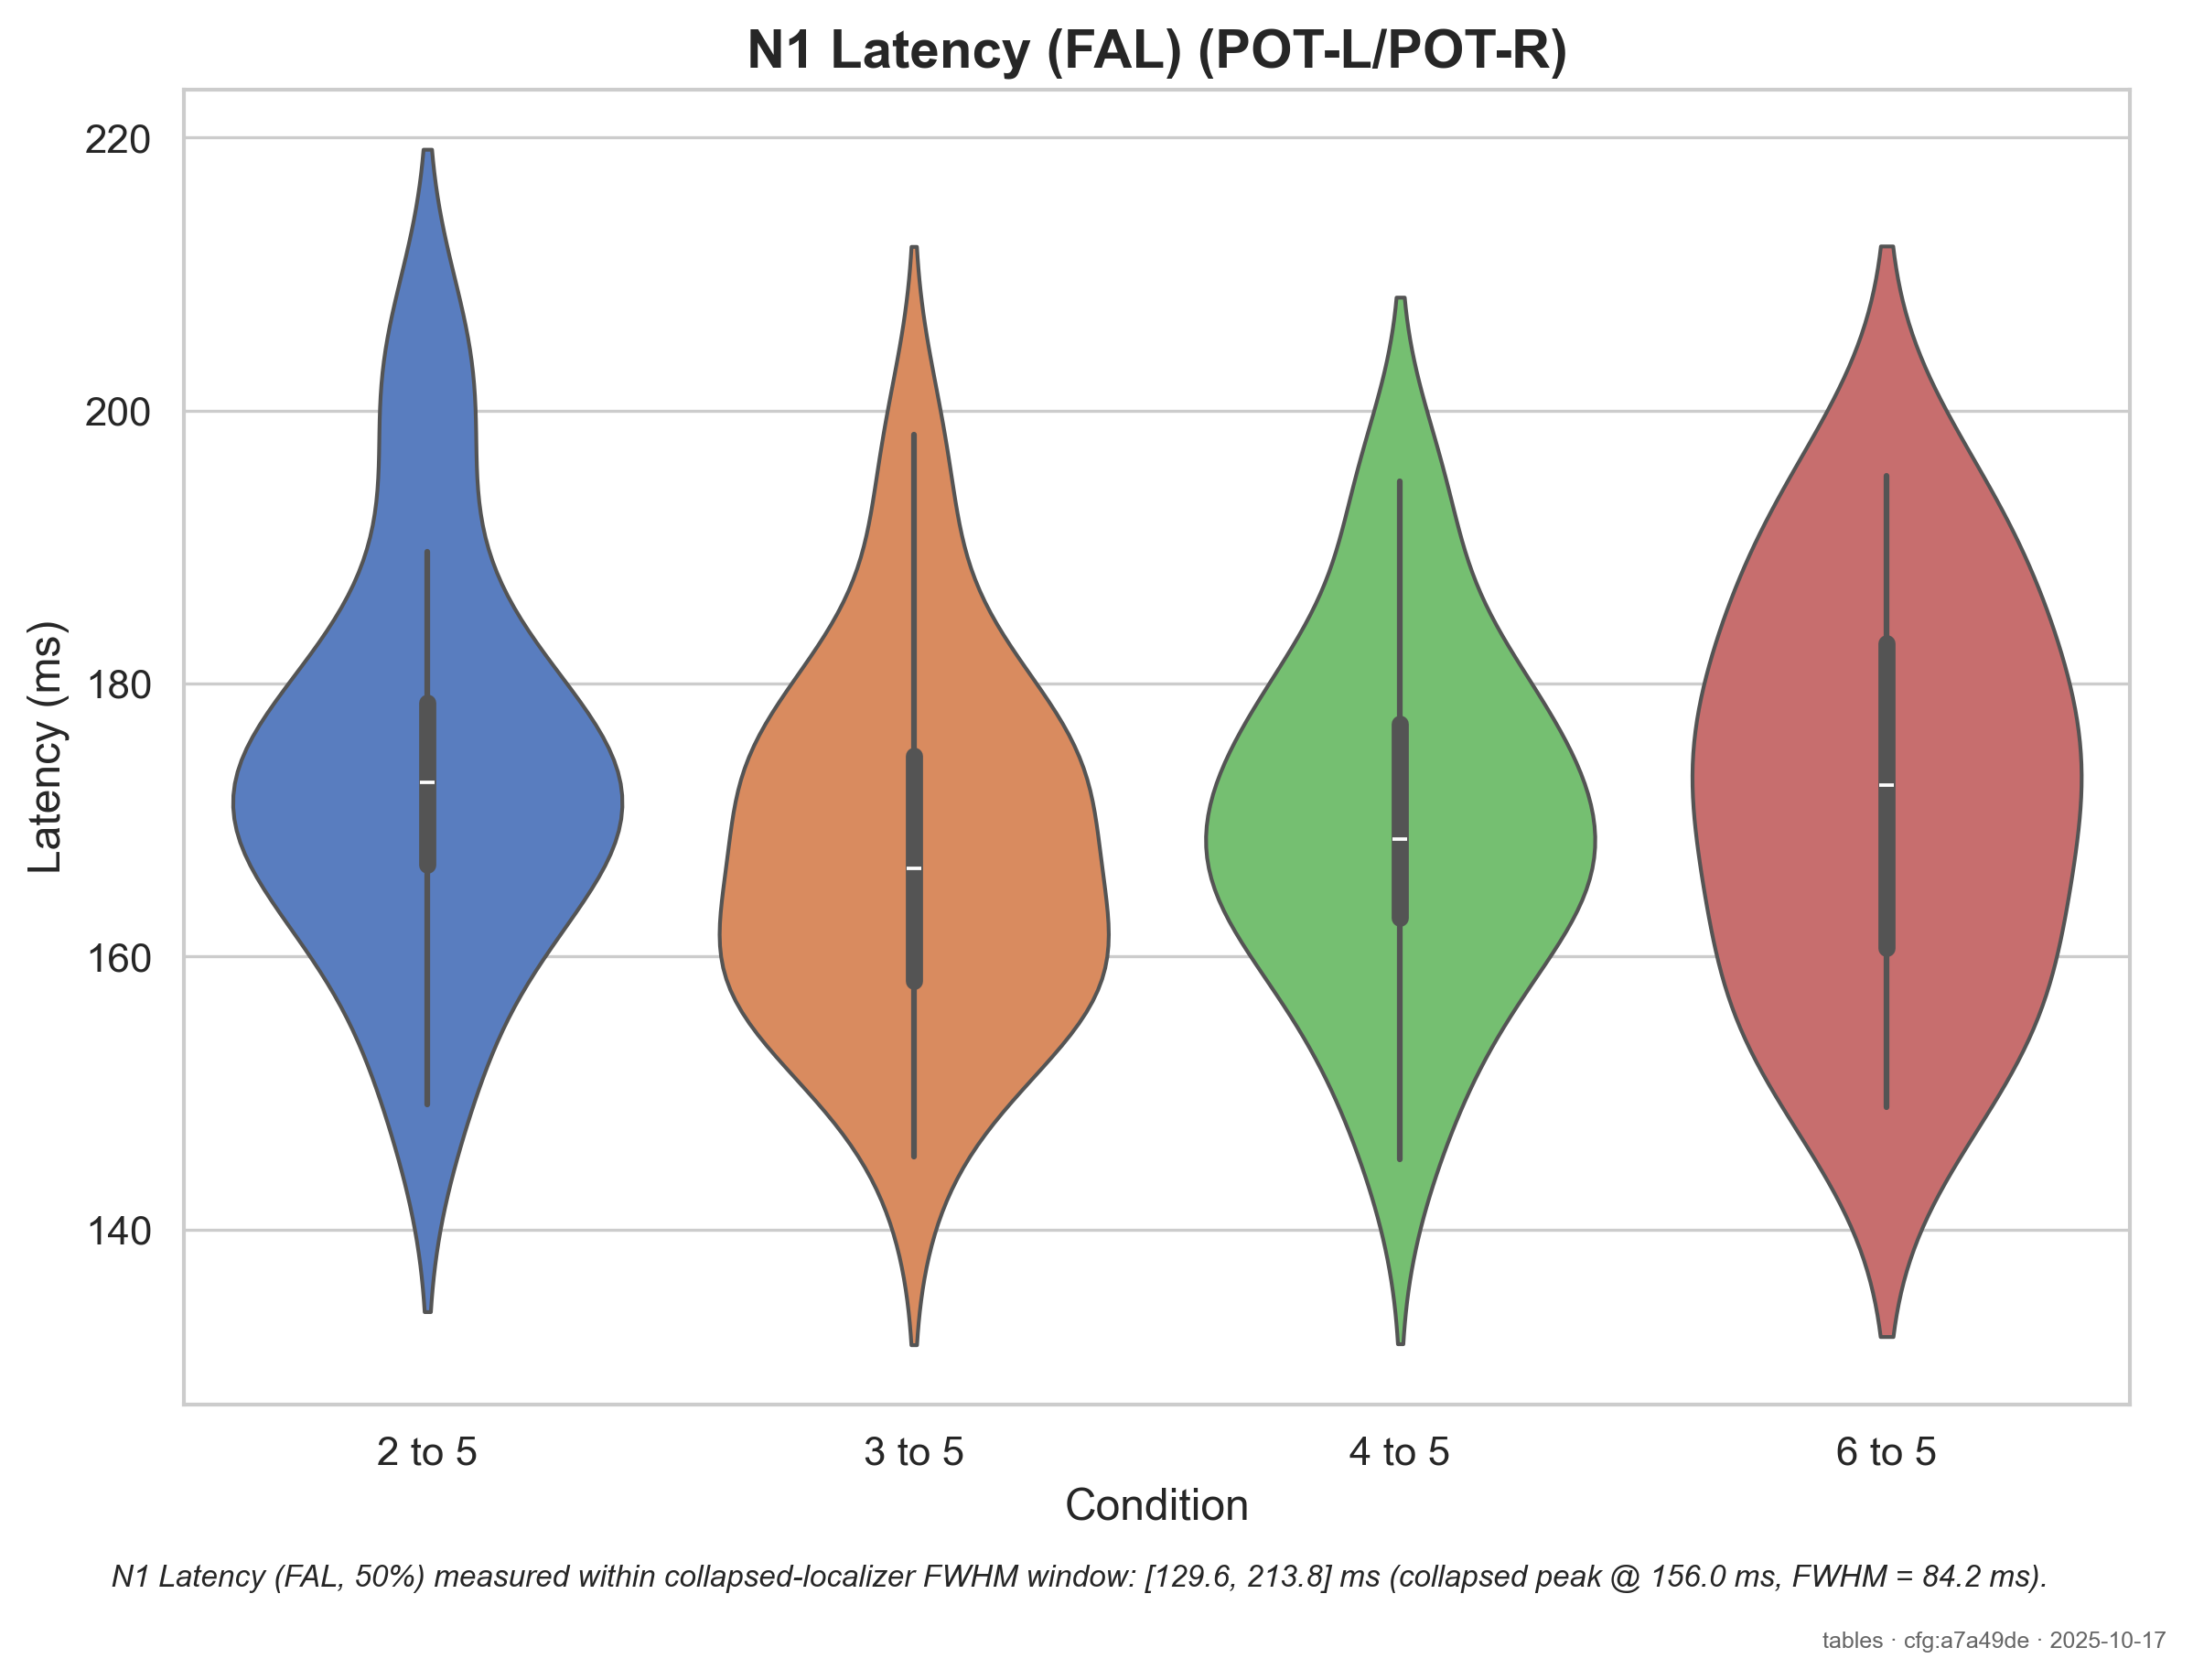 N1 Latency (FAL) (POT-L/POT-R)
Latency (ms)
220
200
180
160
140
2 to 5
3 to 5
4 to 5
6 to 5
Condition
N1 Latency (FAL, 50%) measured within collapsed-localizer FWHM window: [129.6, 213.8] ms (collapsed peak @ 156.0 ms, FWHM = 84.2 ms).
tables · cfg:a7a49de · 2025-10-17